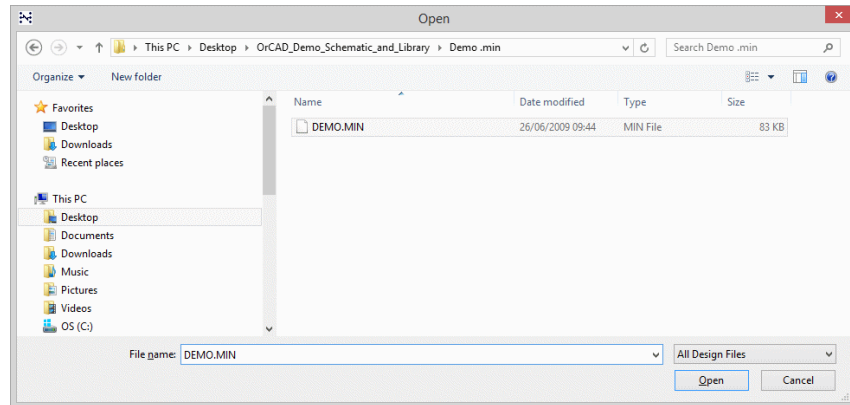 Open
This PC Desktop OrCAD_Demo_Schematic_and_Library Demo .min
Search Demo .min
Organize New folder
Name Date modified Type Size
DEMO.MIN 26/06/2009 09:44 MIN File 83 KB
Favorites
Desktop
Downloads
Recent places
This PC
Desktop
Documents
Downloads
Music
Pictures
Videos
OS (C:)
File name: DEMO.MIN
All Design Files
Open Cancel